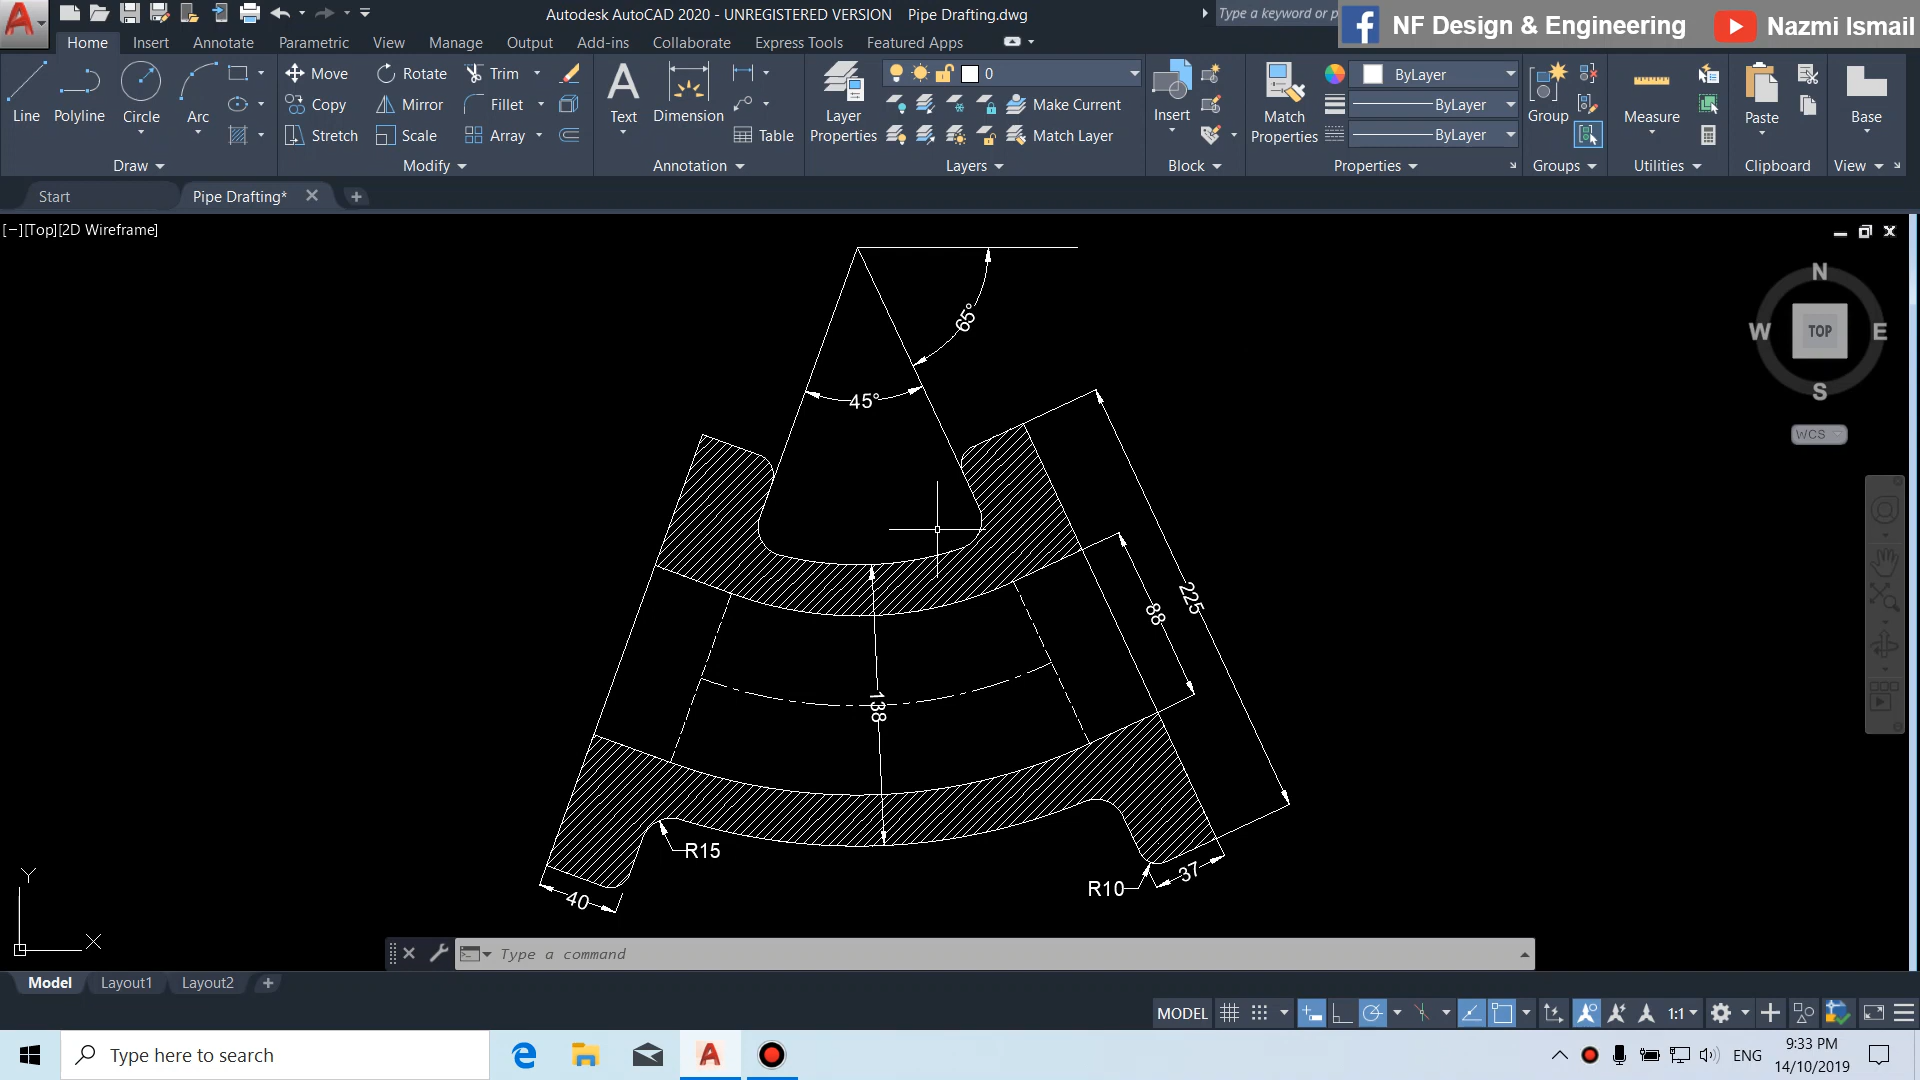 Autodesk AutoCAD 2020 - UNREGISTERED VERSION    Pipe Drafting.dwg
Type a keyword or p
NF Design & Engineering
Nazmi Ismail
Home Insert Annotate Parametric View Manage Output Add-ins Collaborate Express Tools Featured Apps
Line Polyline Circle Arc
Draw
Move Rotate Trim
Copy Mirror Fillet
Stretch Scale Array
Modify
Text Dimension Table
Annotation
Layer Properties
0
Make Current
Match Layer
Layers
Insert
Block
Match Properties
ByLayer
ByLayer
ByLayer
Properties
Group
Groups
Measure
Utilities
Paste
Clipboard
Base
View
Start
Pipe Drafting*
[−][Top][2D Wireframe]
N
W TOP E
S
WCS
65°
45°
225
88
138
R15
R10
37
40
Y
X
Type a command
Model Layout1 Layout2
MODEL
1:1
Type here to search
ENG
9:33 PM
14/10/2019